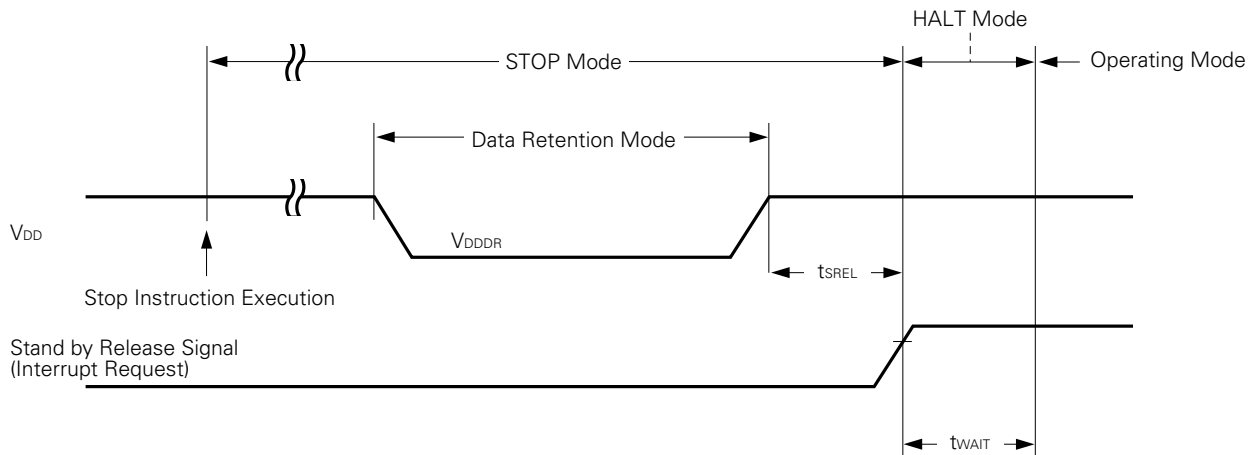 HALT Mode
STOP Mode
Operating Mode
Data Retention Mode
VDD
VDDDR
tSREL
Stop Instruction Execution
Stand by Release Signal
(Interrupt Request)
tWAIT